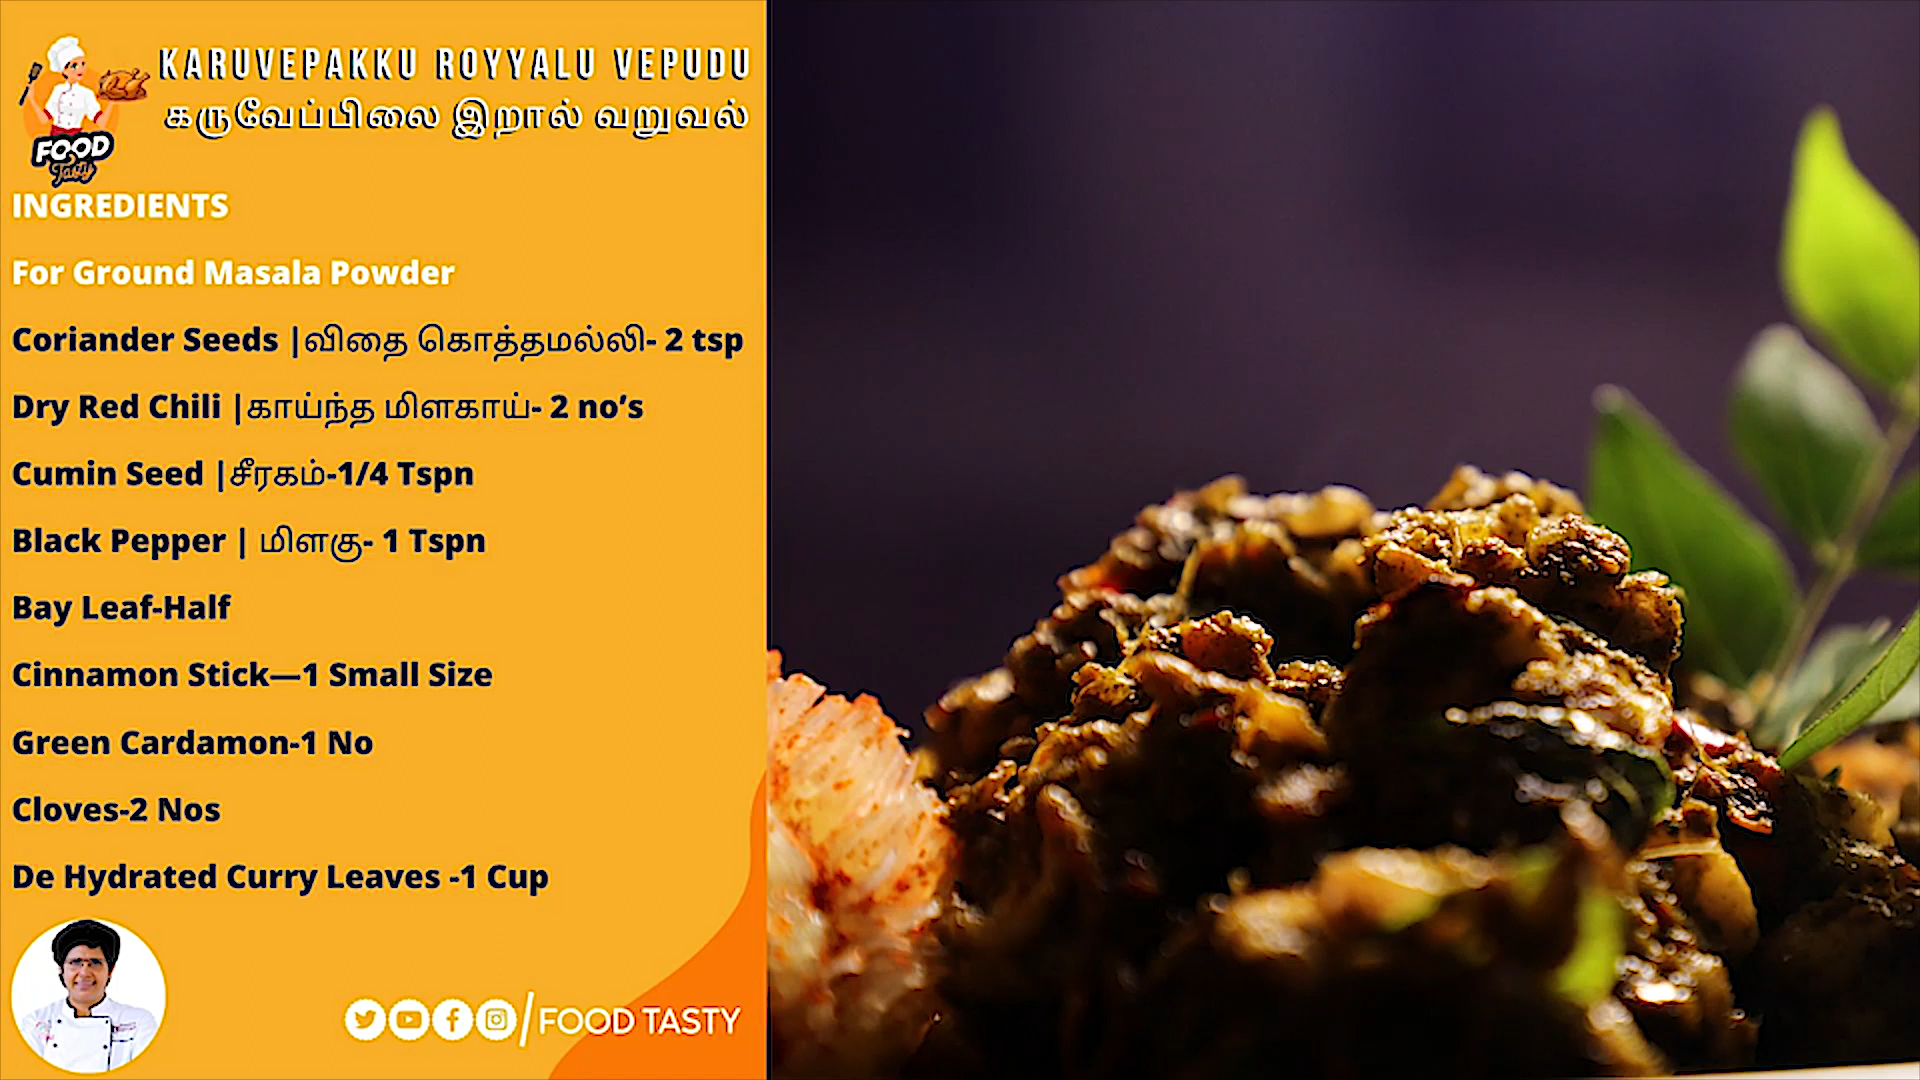 KARUVEPAKKU ROYYALU VEPUDU
கருவேப்பிலை இறால் வறுவல்
FOOD
Tasty
INGREDIENTS
For Ground Masala Powder
Coriander Seeds |விதை கொத்தமல்லி- 2 tsp
Dry Red Chili |காய்ந்த மிளகாய்- 2 no’s
Cumin Seed |சீரகம்-1/4 Tspn
Black Pepper | மிளகு- 1 Tspn
Bay Leaf-Half
Cinnamon Stick—1 Small Size
Green Cardamon-1 No
Cloves-2 Nos
De Hydrated Curry Leaves -1 Cup
/FOOD TASTY